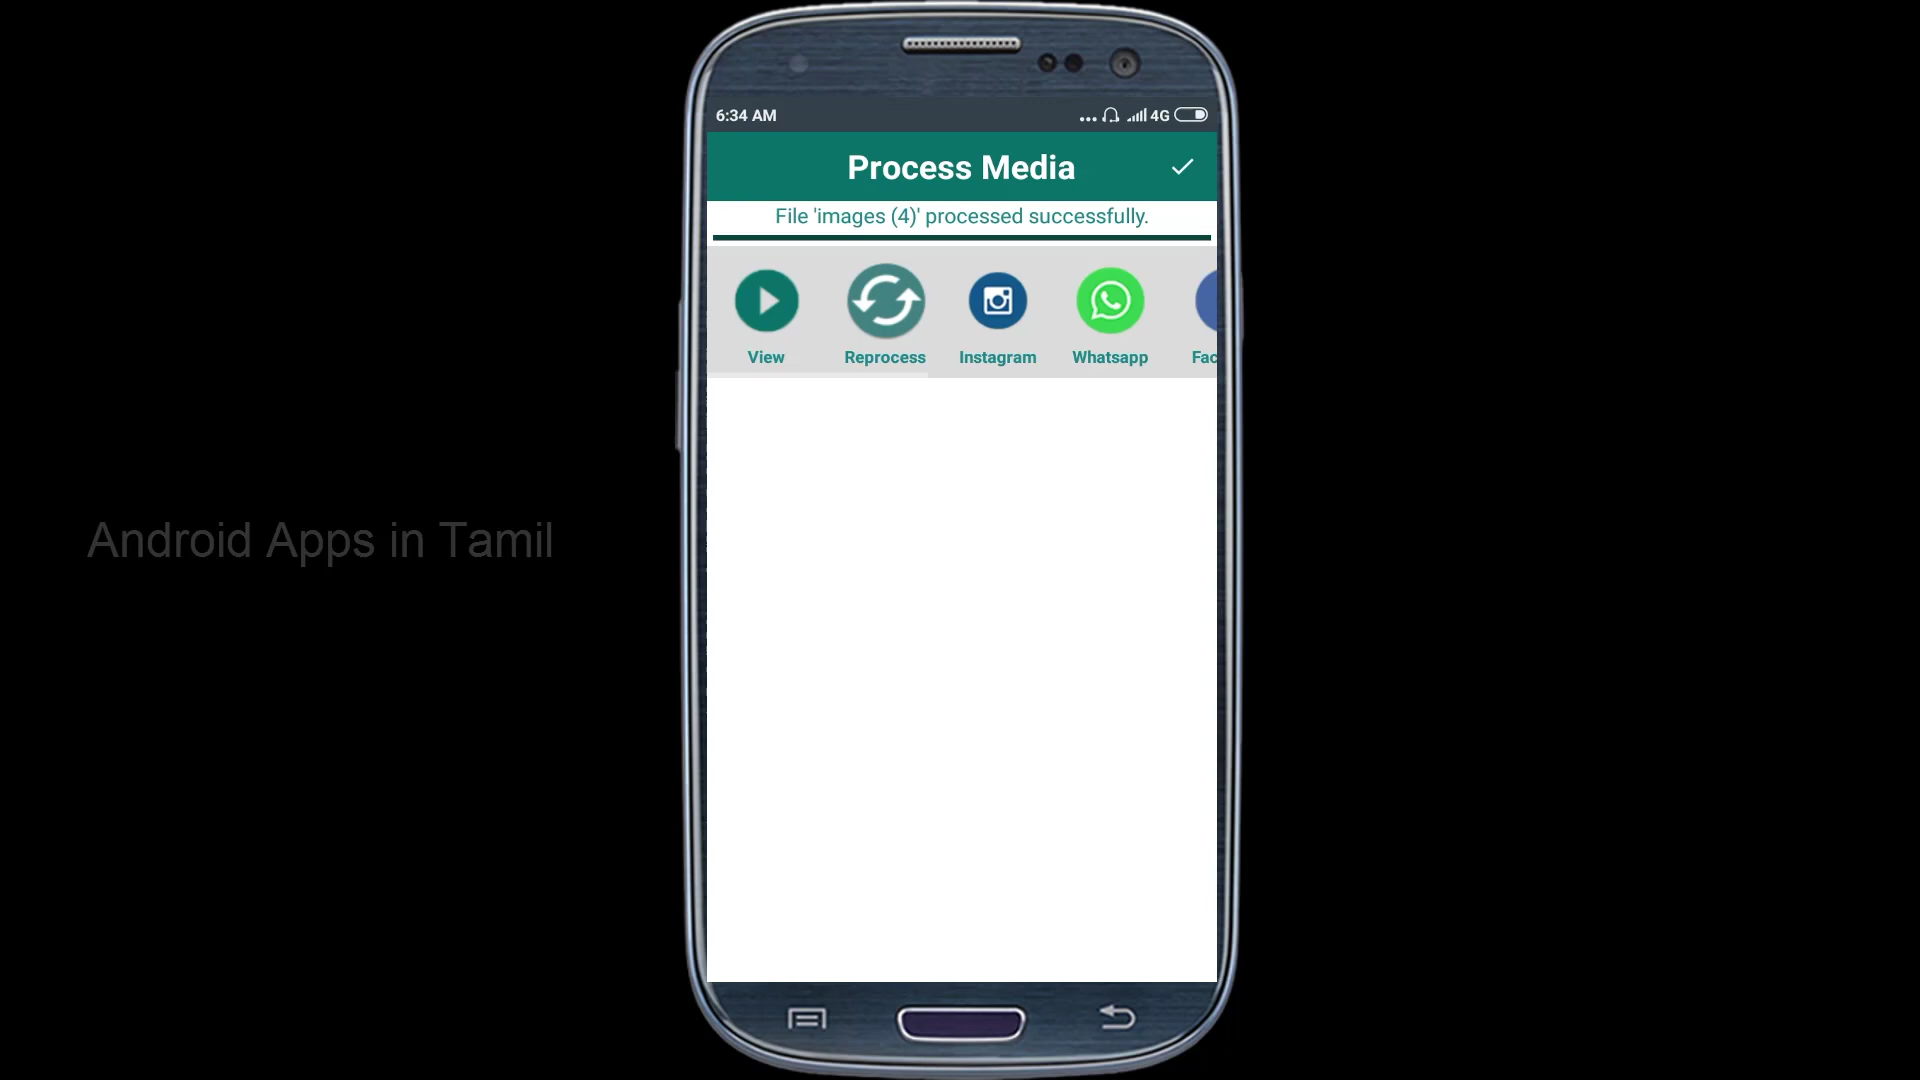 6:34 AM
4G
Process Media
File 'images (4)' processed successfully.
View
Reprocess
Instagram
Whatsapp
Fac
Android Apps in Tamil